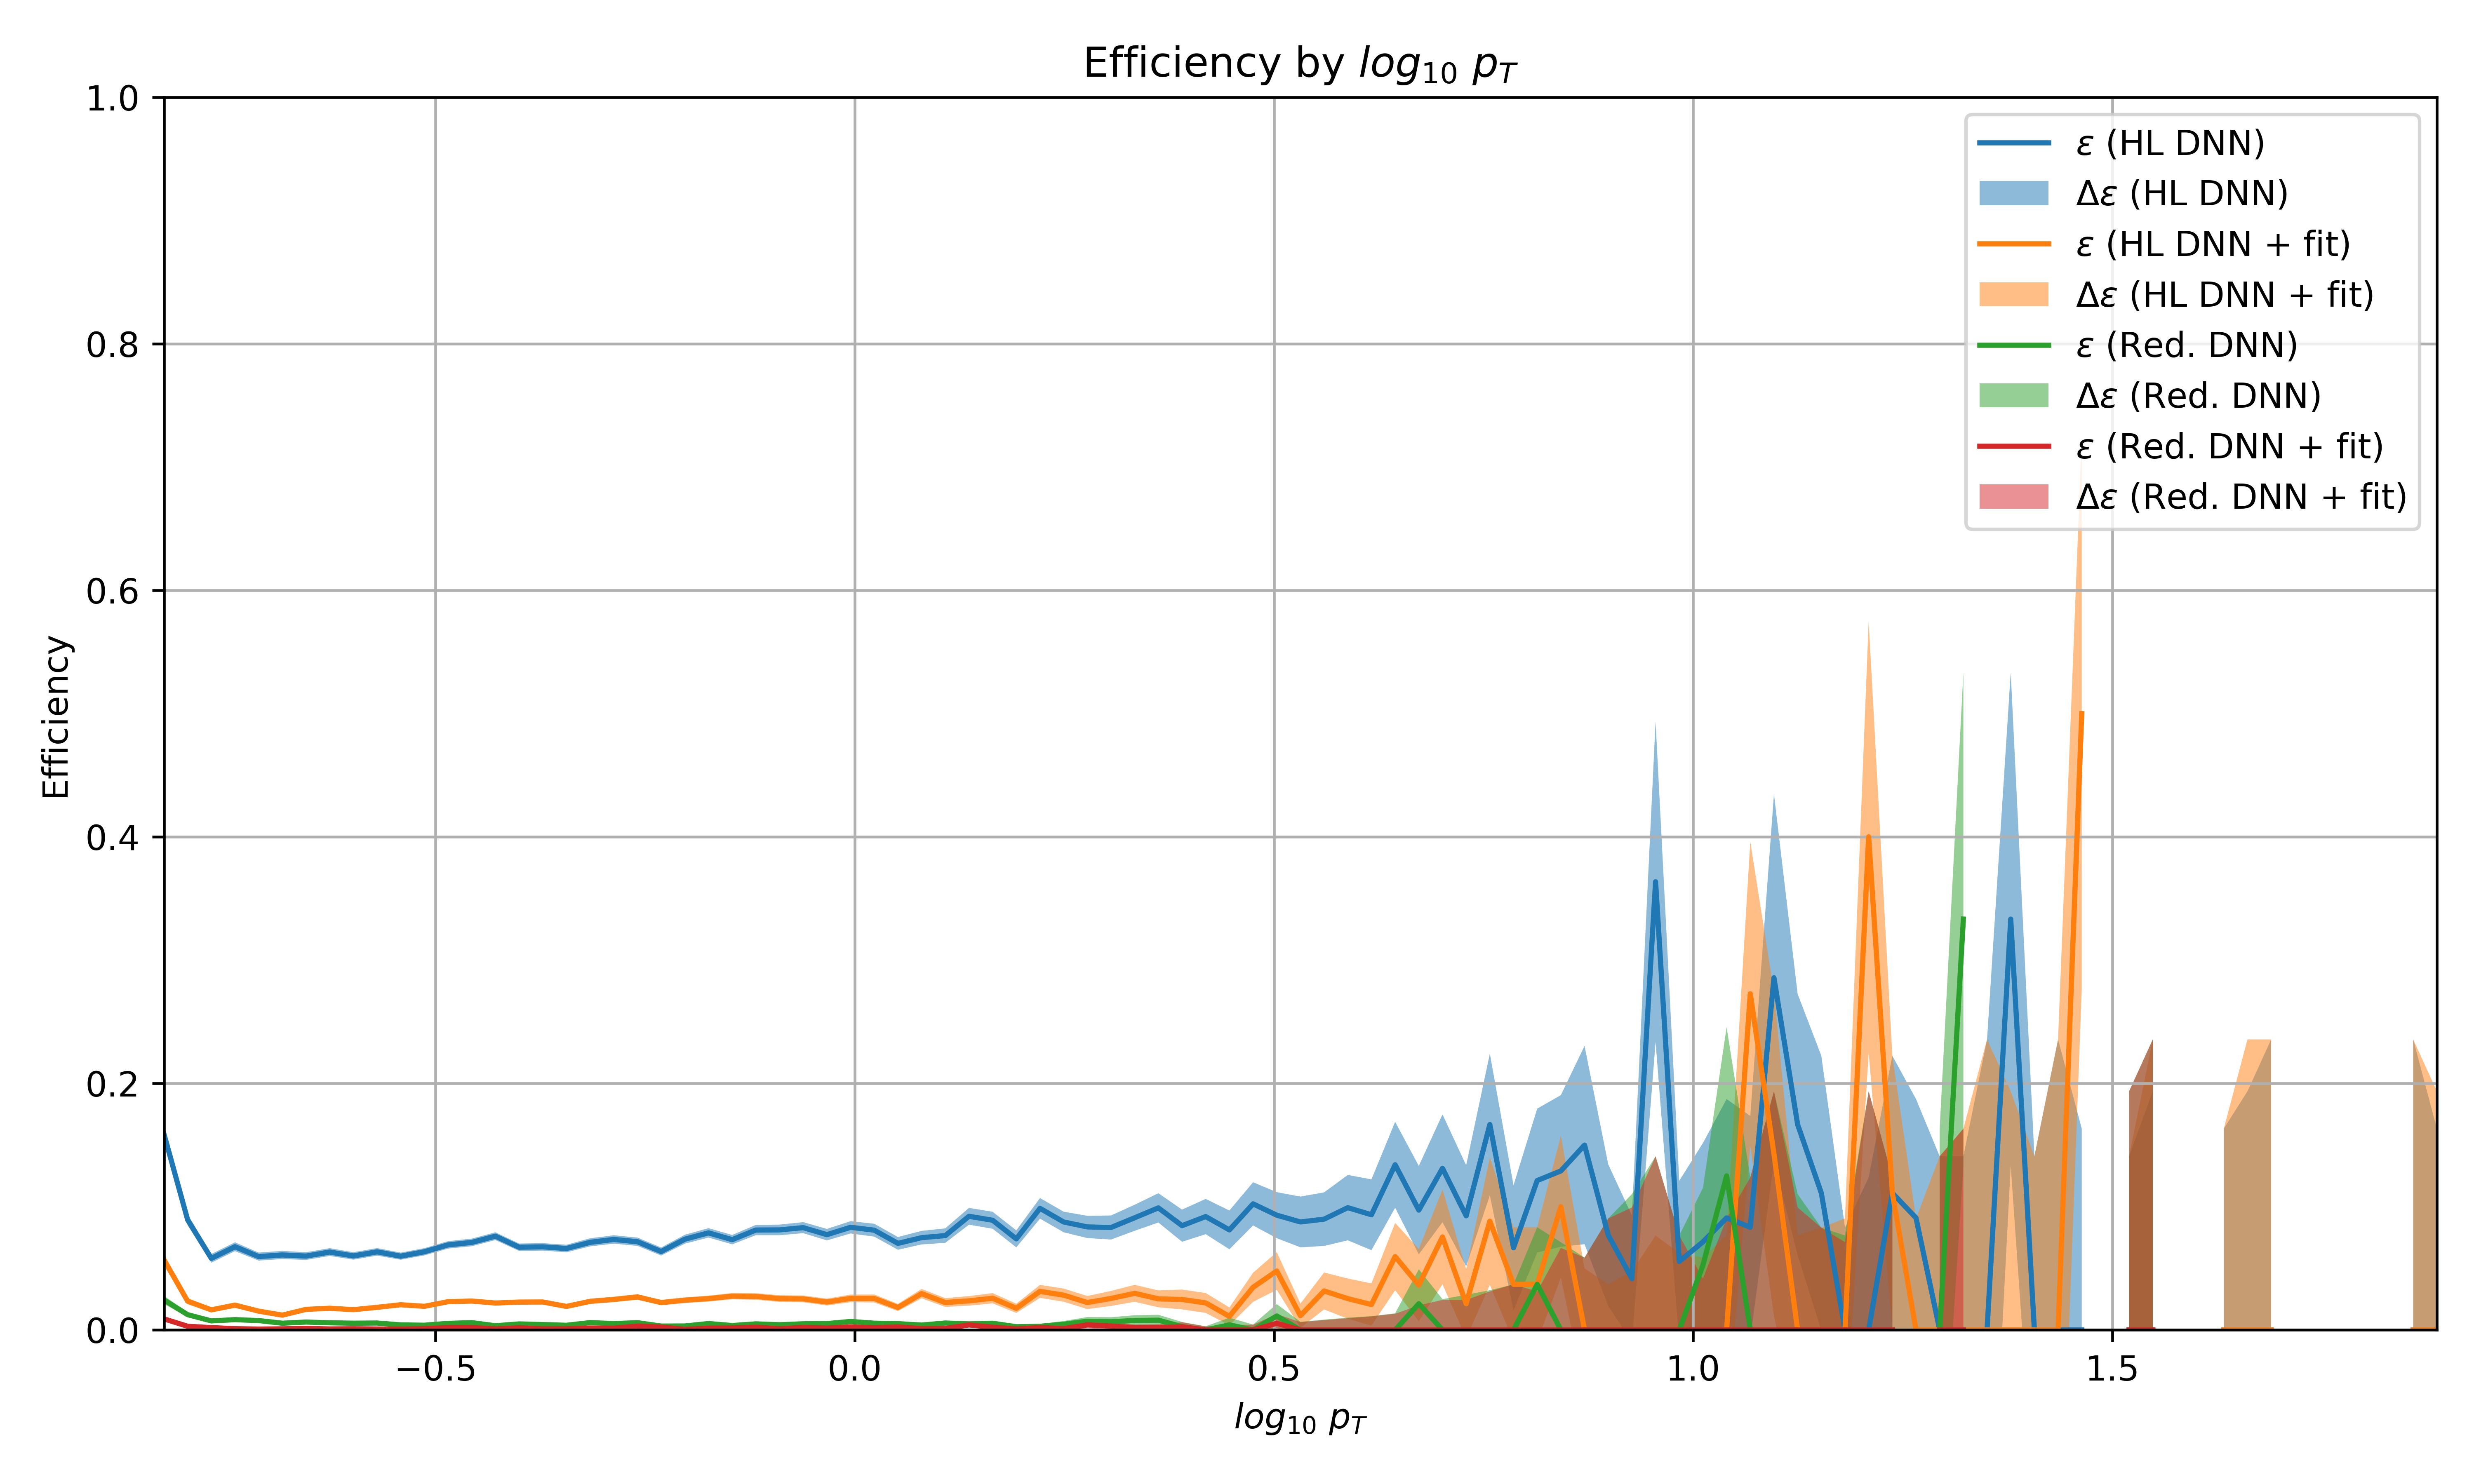 Efficiency by log₁₀ p_T
1.0
0.8
0.6
0.4
0.2
0.0
Efficiency
ε (HL DNN)
Δε (HL DNN)
ε (HL DNN + fit)
Δε (HL DNN + fit)
ε (Red. DNN)
Δε (Red. DNN)
ε (Red. DNN + fit)
Δε (Red. DNN + fit)
−0.5 0.0 0.5 1.0 1.5
log₁₀ p_T